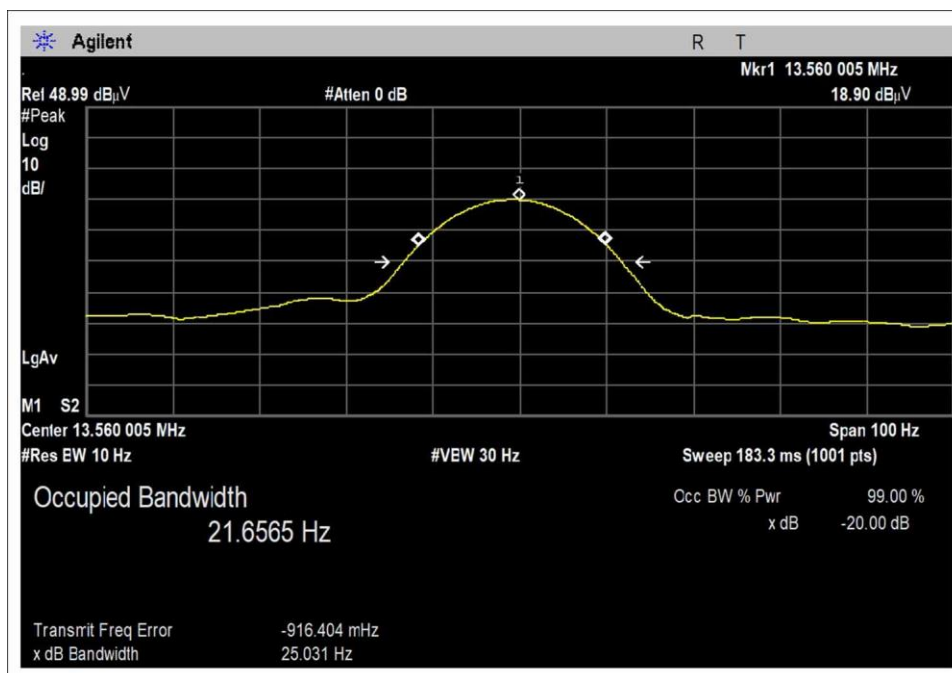 Agilent
R T
Mkr1 13.560 005 MHz
Ref 48.99 dBµV #Atten 0 dB 18.90 dBµV
#Peak
Log
10
dB/
1
LgAv
M1 S2
Center 13.560 005 MHz Span 100 Hz
#Res BW 10 Hz #VBW 30 Hz Sweep 183.3 ms (1001 pts)
Occupied Bandwidth Occ BW % Pwr 99.00 %
21.6565 Hz x dB -20.00 dB
Transmit Freq Error -916.404 mHz
x dB Bandwidth 25.031 Hz